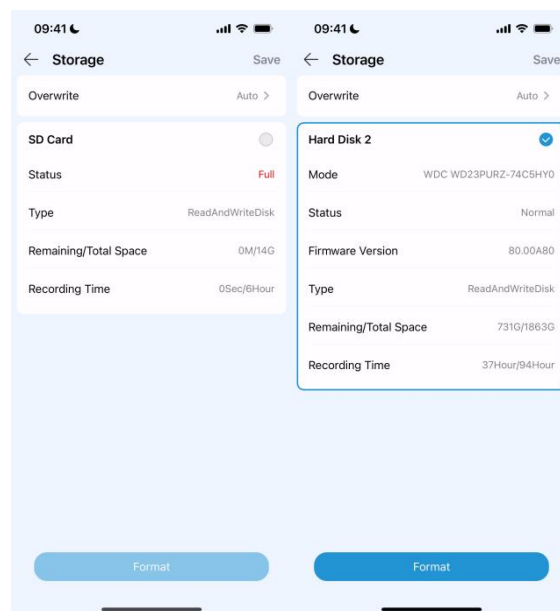 09:41
Storage
Save
Overwrite
Auto >
SD Card
Status
Full
Type
ReadAndWriteDisk
Remaining/Total Space
0M/14G
Recording Time
0Sec/6Hour
Format
09:41
Storage
Save
Overwrite
Auto >
Hard Disk 2
Mode
WDC WD23PURZ-74C5HY0
Status
Normal
Firmware Version
80.00A80
Type
ReadAndWriteDisk
Remaining/Total Space
731G/1863G
Recording Time
37Hour/94Hour
Format